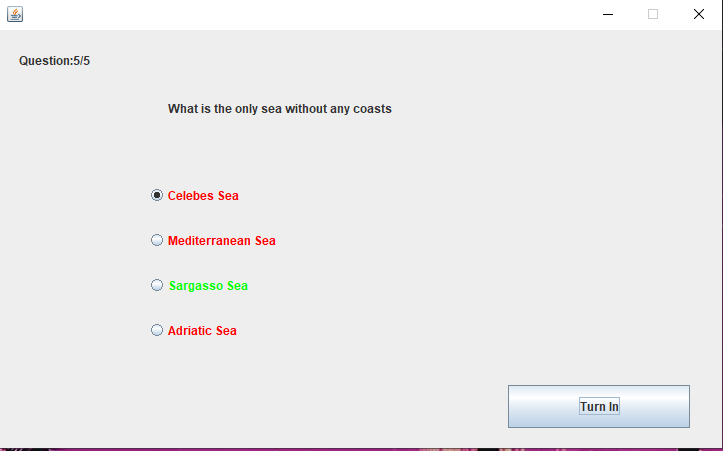 Question:5/5
What is the only sea without any coasts
Celebes Sea
Mediterranean Sea
Sargasso Sea
Adriatic Sea
Turn In